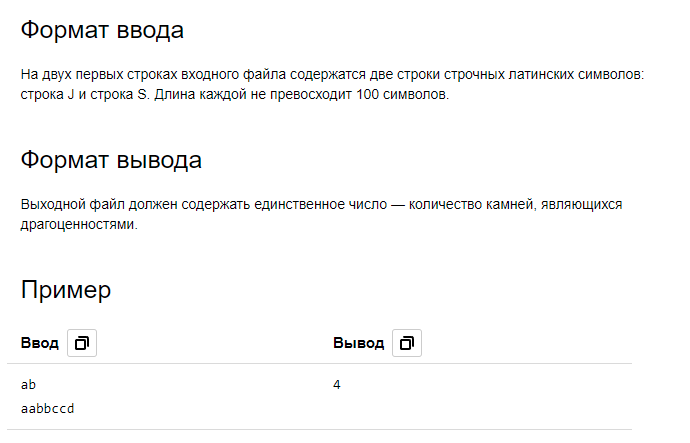 Формат ввода
На двух первых строках входного файла содержатся две строки строчных латинских символов:
строка J и строка S. Длина каждой не превосходит 100 символов.
Формат вывода
Выходной файл должен содержать единственное число — количество камней, являющихся
драгоценностями.
Пример
Ввод Вывод
ab 4
aabbccd